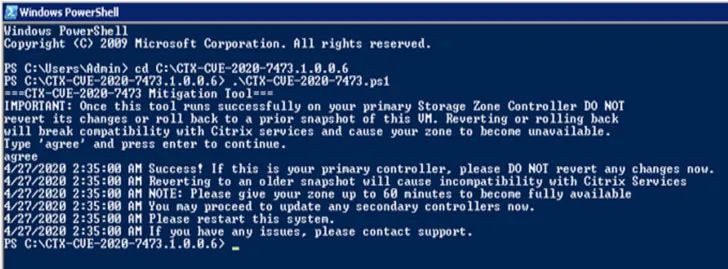 Windows PowerShell
Windows PowerShell
Copyright (C) 2009 Microsoft Corporation. All rights reserved.
PS C:\Users\Admin> cd C:\CTX-CVE-2020-7473.1.0.0.6
PS C:\CTX-CVE-2020-7473.1.0.0.6> .\CTX-CVE-2020-7473.ps1
===CTX-CVE-2020-7473 Mitigation Tool===
IMPORTANT: Once this tool runs successfully on your primary Storage Zone Controller DO NOT
revert its changes or roll back to a prior snapshot of this VM. Reverting or rolling back
will break compatibility with Citrix services and cause your zone to become unavailable.
Type 'agree' and press enter to continue.
agree
4/27/2020 2:35:00 AM Success! If this is your primary controller, please DO NOT revert any changes now.
4/27/2020 2:35:00 AM Reverting to an older snapshot will cause incompatibility with Citrix Services
4/27/2020 2:35:00 AM NOTE: Please give your zone up to 60 minutes to become fully available
4/27/2020 2:35:00 AM You may proceed to update any secondary controllers now.
4/27/2020 2:35:00 AM Please restart this system.
4/27/2020 2:35:00 AM If you have any issues, please contact support.
PS C:\CTX-CVE-2020-7473.1.0.0.6> _